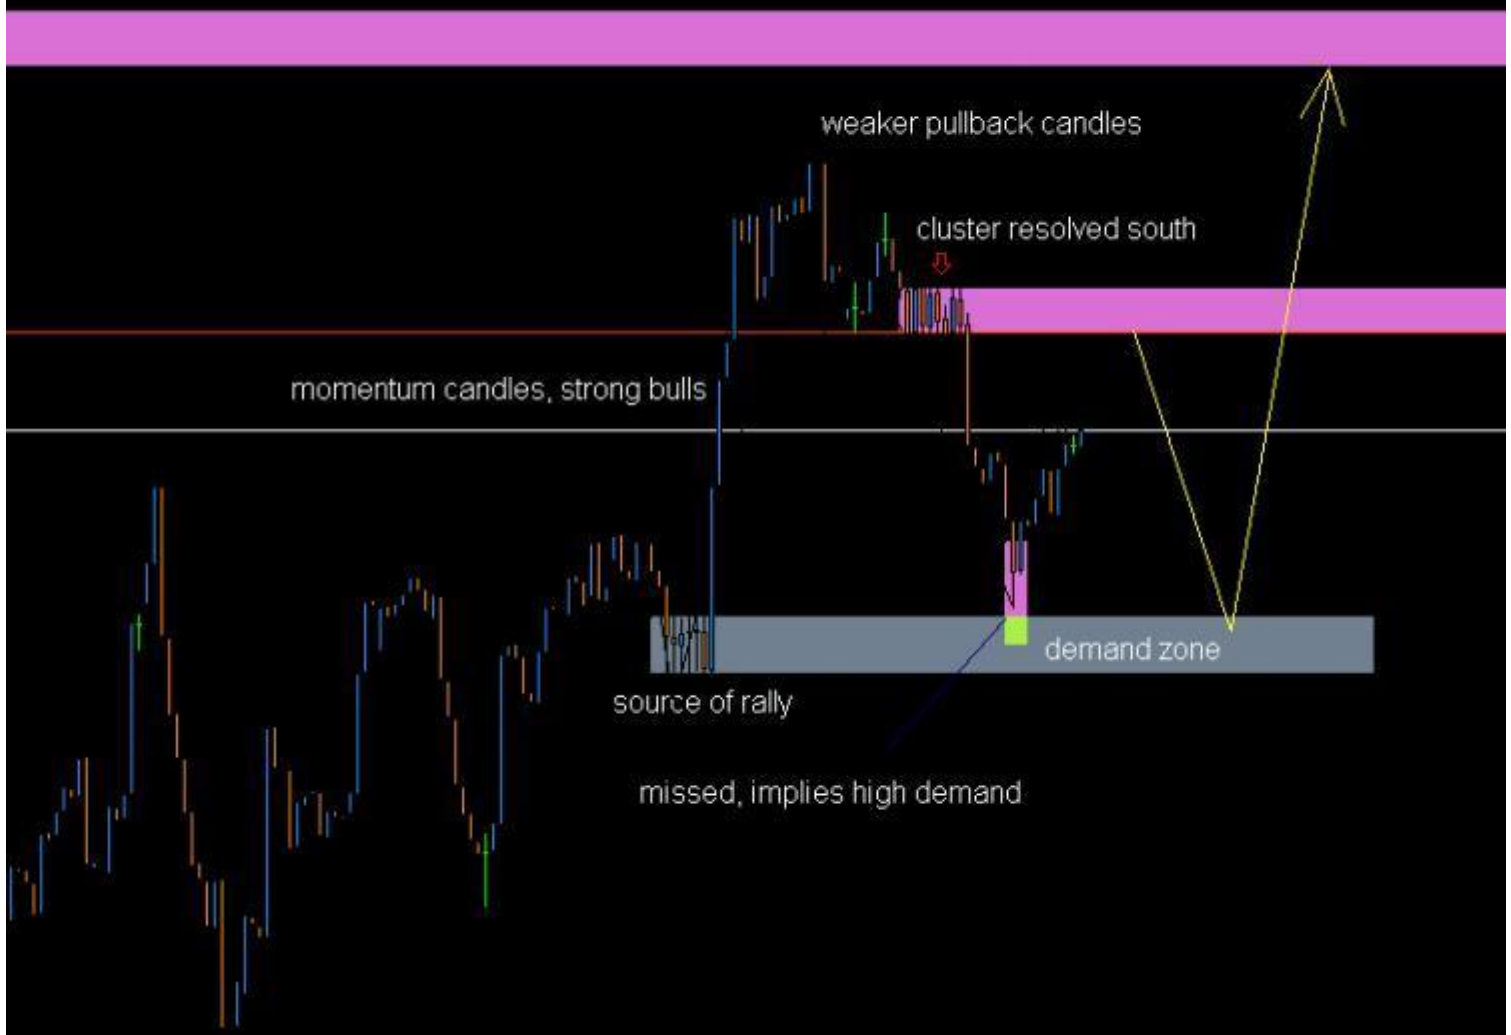 weaker pullback candles
cluster resolved south
momentum candles, strong bulls
demand zone
source of rally
missed, implies high demand